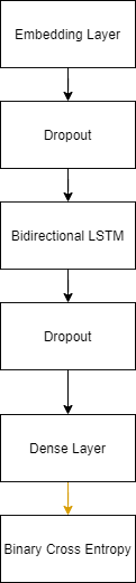 Embedding Layer
Dropout
Bidirectional LSTM
Dropout
Dense Layer
Binary Cross Entropy